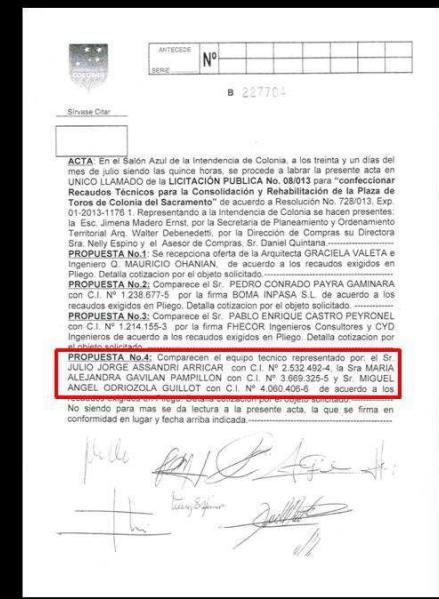 COLONIA
ANTECEDE
SERIE
Nº
B 227704
Sírvase Citar
ACTA: En el Salón Azul de la Intendencia de Colonia, a los treinta y un días del
mes de julio siendo las quince horas, se procede a labrar la presente acta en
UNICO LLAMADO de la LICITACIÓN PUBLICA No. 08/013 para "confeccionar
Recaudos Técnicos para la Consolidación y Rehabilitación de la Plaza de
Toros de Colonia del Sacramento" de acuerdo a Resolución No. 728/013, Exp.
01-2013-1176 1. Representando a la Intendencia de Colonia se hacen presentes:
la Esc. Jimena Madero Ernst, por la Secretaria de Planeamiento y Ordenamiento
Territorial Arq. Walter Debenedetti, por la Dirección de Compras su Directora
Sra. Nelly Espino y el Asesor de Compras, Sr. Daniel Quintana.----------------
PROPUESTA No.1: Se recepciona oferta de la Arquitecta GRACIELA VALETA e
Ingeniero Q. MAURICIO OHANIAN, de acuerdo a los recaudos exigidos en
Pliego. Detalla cotizacion por el objeto solicitado.----------------
PROPUESTA No.2: Comparece el Sr. PEDRO CONRADO PAYRA GAMINARA
con C.I. Nº 1.238.677-5 por la firma BOMA INPASA S.L. de acuerdo a los
recaudos exigidos en Pliego. Detalla cotizacion por el objeto solicitado. -------------
PROPUESTA No.3: Comparece el Sr. PABLO ENRIQUE CASTRO PEYRONEL
con C.I. Nº 1.214.155-3 por la firma FHECOR Ingenieros Consultores y CYD
Ingenieros de acuerdo a los recaudos exigidos en Pliego. Detalla cotización por
el objeto solicitado.----------------
PROPUESTA No.4: Comparecen el equipo tecnico representado por: el Sr.
JULIO JORGE ASSANDRI ARRICAR con C.I. Nº 2.532.492-4, la Sra MARIA
ALEJANDRA GAVILAN PAMPILLON con C.I. Nº 3.669.325-5 y Sr. MIGUEL
ANGEL ODRIOZOLA GUILLOT con C.I. Nº 4.060.406-6 de acuerdo a los
recaudos exigidos en Pliego. Detalla cotización por el objeto solicitado.----------------
No siendo para mas se da lectura a la presente acta, la que se firma en
conformidad en lugar y fecha arriba indicada.----------------